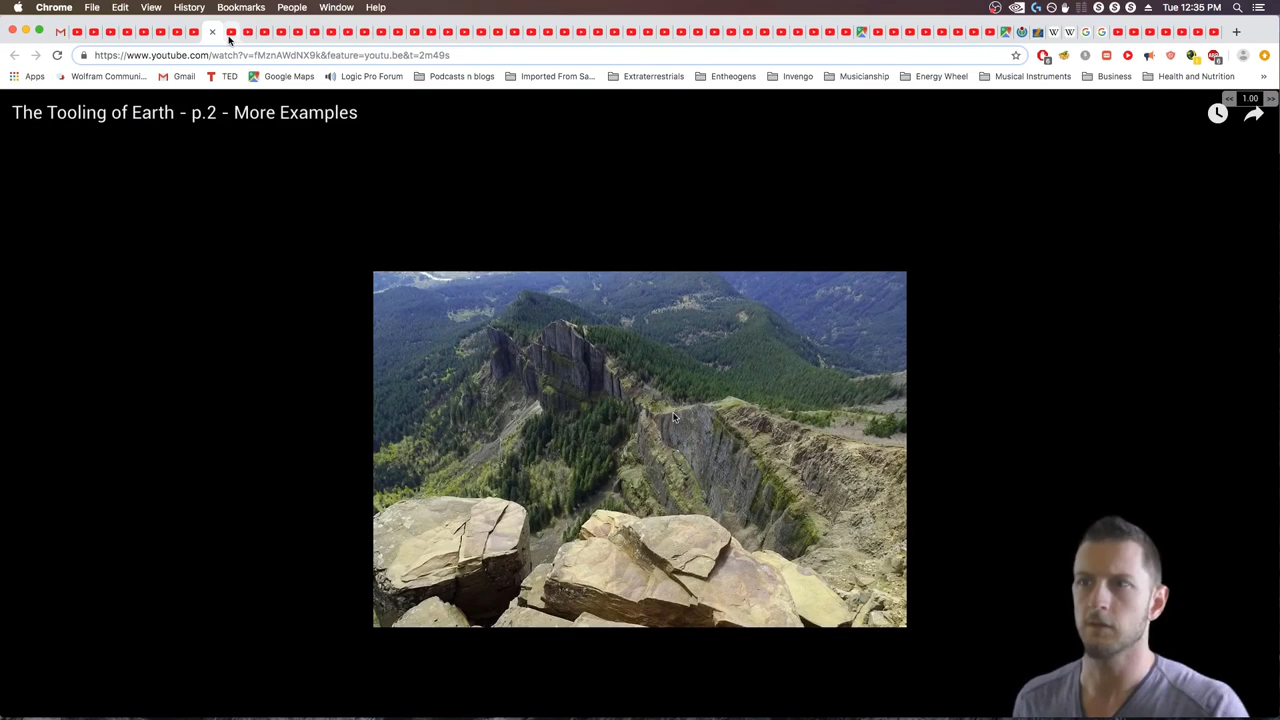 Chrome File Edit View History Bookmarks People Window Help Tue 12:35 PM
https://www.youtube.com/watch?v=fMznAWdNX9k&feature=youtu.be&t=2m49s
Apps Wolfram Communi... Gmail TED Google Maps Logic Pro Forum Podcasts n blogs Imported From Sa... Extraterrestrials Entheogens Invengo Musicianship Energy Wheel Musical Instruments Business Health and Nutrition »
<< 1.00 >>
The Tooling of Earth - p.2 - More Examples